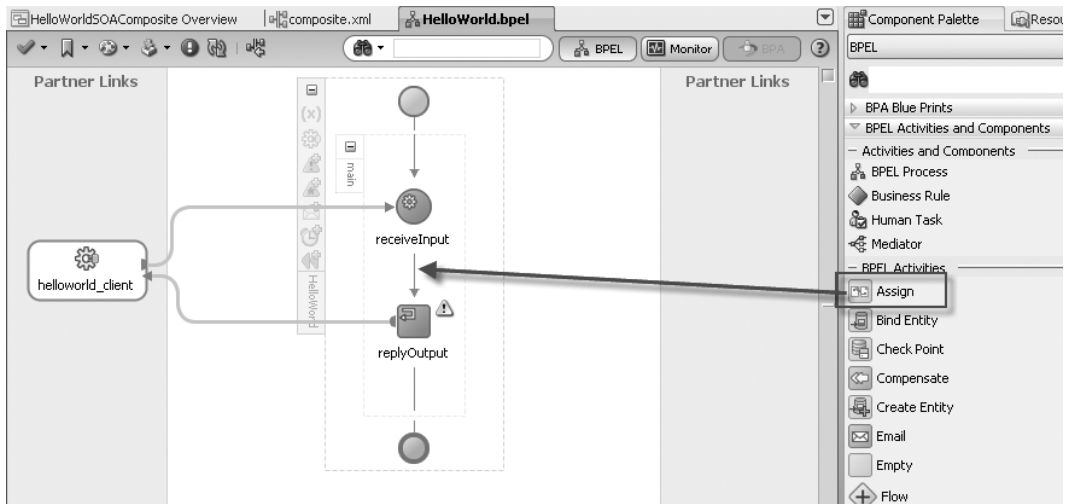 HelloWorldSOAComposite Overview
composite.xml
HelloWorld.bpel
Component Palette
Resou
BPEL
Monitor
BPA
BPEL
Partner Links
Partner Links
(x)
main
BPA Blue Prints
BPEL Activities and Components
Activities and Components
BPEL Process
Business Rule
Human Task
Mediator
receiveInput
helloworld_client
HelloWorld
replyOutput
BPEL Activities
Assign
Bind Entity
Check Point
Compensate
Create Entity
Email
Empty
Flow